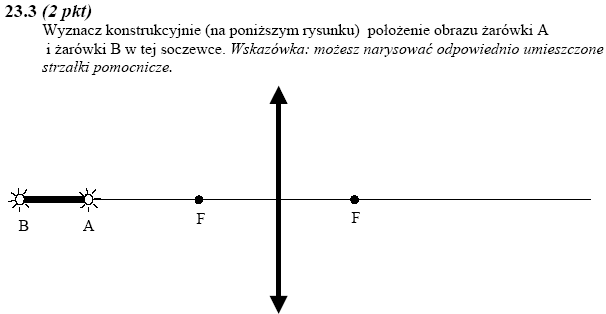 23.3 (2 pkt)
Wyznacz konstrukcyjnie (na poniższym rysunku) położenie obrazu żarówki A
i żarówki B w tej soczewce. Wskazówka: możesz narysować odpowiednio umieszczone
strzałki pomocnicze.
B A F F